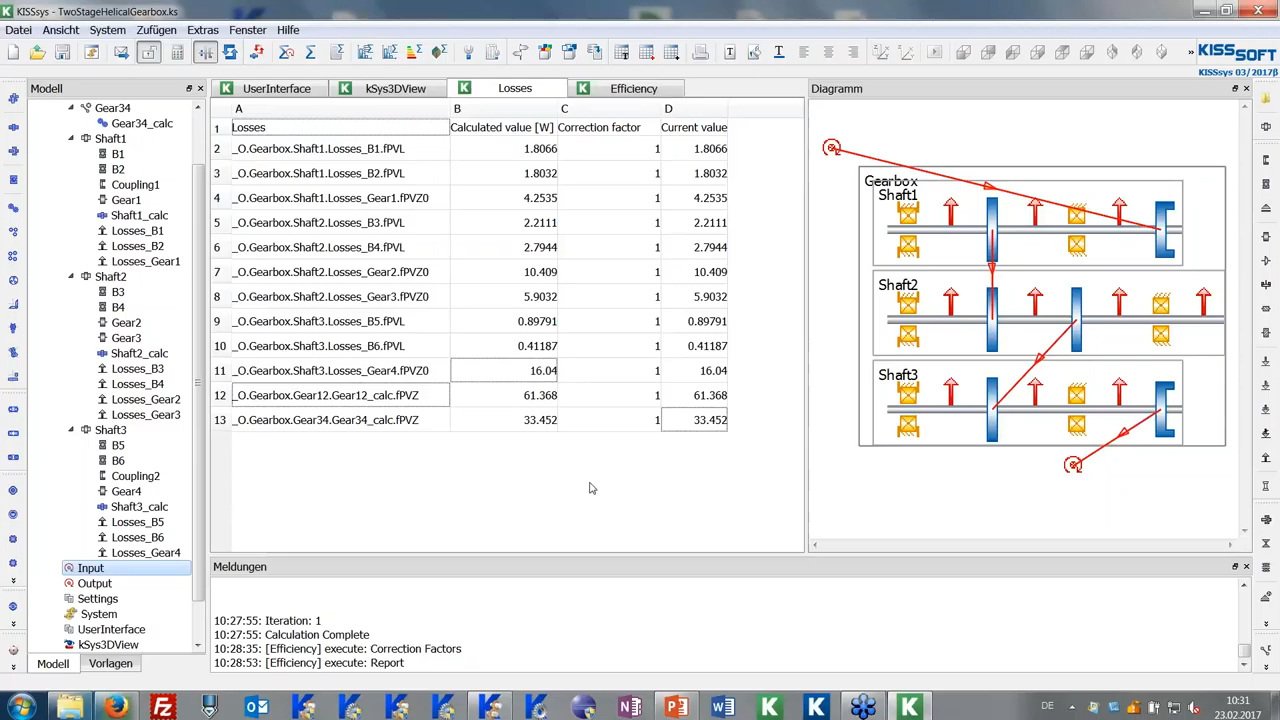 KISSsys - TwoStageHelicalGearbox.ks
Datei Ansicht System Zufügen Extras Fenster Hilfe
KISSSOFT
KISSsys 03/2017β
Modell
Gear34
Gear34_calc
Shaft1
B1
B2
Coupling1
Gear1
Shaft1_calc
Losses_B1
Losses_B2
Losses_Gear1
Shaft2
B3
B4
Gear2
Gear3
Shaft2_calc
Losses_B3
Losses_B4
Losses_Gear2
Losses_Gear3
Shaft3
B5
B6
Coupling2
Gear4
Shaft3_calc
Losses_B5
Losses_B6
Losses_Gear4
Input
Output
Settings
System
UserInterface
kSys3DView
Modell Vorlagen
UserInterface kSys3DView Losses Efficiency
A B C D
1 Losses Calculated value [W] Correction factor Current value
2 _O.Gearbox.Shaft1.Losses_B1.fPVL 1.8066 1 1.8066
3 _O.Gearbox.Shaft1.Losses_B2.fPVL 1.8032 1 1.8032
4 _O.Gearbox.Shaft1.Losses_Gear1.fPVZ0 4.2535 1 4.2535
5 _O.Gearbox.Shaft2.Losses_B3.fPVL 2.2111 1 2.2111
6 _O.Gearbox.Shaft2.Losses_B4.fPVL 2.7944 1 2.7944
7 _O.Gearbox.Shaft2.Losses_Gear2.fPVZ0 10.409 1 10.409
8 _O.Gearbox.Shaft2.Losses_Gear3.fPVZ0 5.9032 1 5.9032
9 _O.Gearbox.Shaft3.Losses_B5.fPVL 0.89791 1 0.89791
10 _O.Gearbox.Shaft3.Losses_B6.fPVL 0.41187 1 0.41187
11 _O.Gearbox.Shaft3.Losses_Gear4.fPVZ0 16.04 1 16.04
12 _O.Gearbox.Gear12.Gear12_calc.fPVZ 61.368 1 61.368
13 _O.Gearbox.Gear34.Gear34_calc.fPVZ 33.452 1 33.452
Diagramm
Gearbox
Shaft1
Shaft2
Shaft3
Meldungen
10:27:55: Iteration: 1
10:27:55: Calculation Complete
10:28:35: [Efficiency] execute: Correction Factors
10:28:53: [Efficiency] execute: Report
DE
10:31
23.02.2017